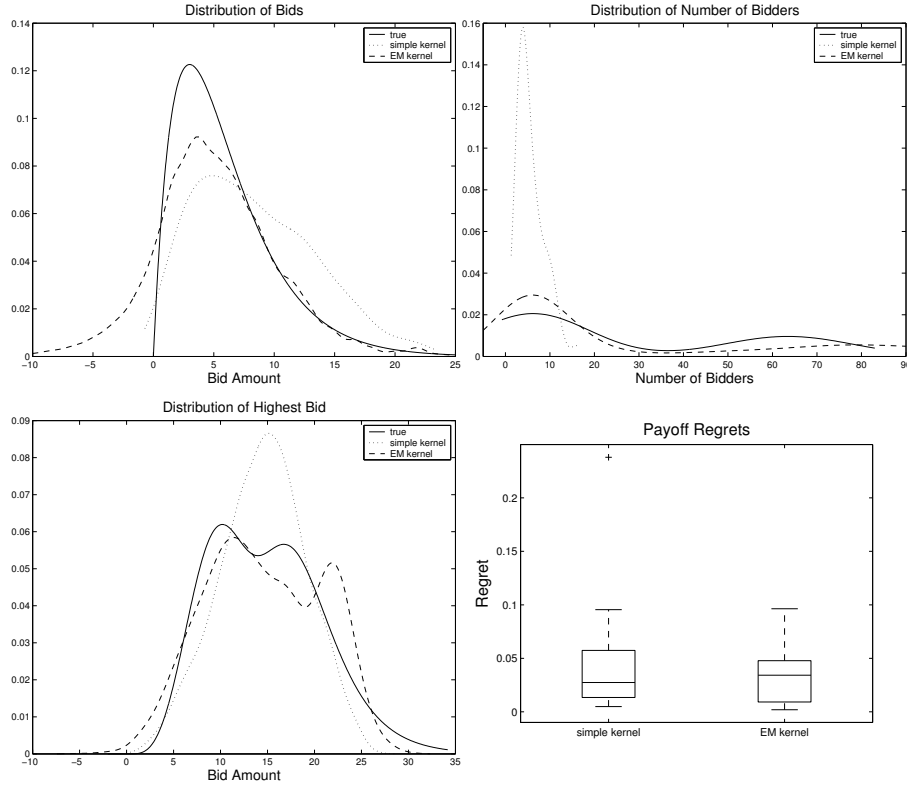 Distribution of Bids
0.14
0.12
0.1
0.08
0.06
0.04
0.02
0
−10 −5 0 5 10 15 20 25
Bid Amount
true
simple kernel
EM kernel
Distribution of Number of Bidders
0.16
0.14
0.12
0.1
0.08
0.06
0.04
0.02
0
0 10 20 30 40 50 60 70 80 90
Number of Bidders
true
simple kernel
EM kernel
Distribution of Highest Bid
0.09
0.08
0.07
0.06
0.05
0.04
0.03
0.02
0.01
0
−10 −5 0 5 10 15 20 25 30 35
Bid Amount
true
simple kernel
EM kernel
Payoff Regrets
0.2
0.15
0.1
0.05
0
Regret
simple kernel EM kernel